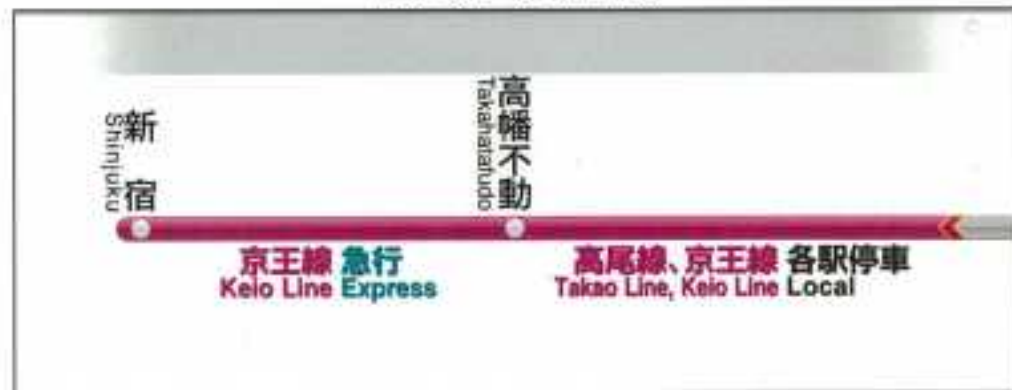 新宿
Shinjuku
高幡不動
Takahatafudo
京王線 急行
Keio Line Express
高尾線、京王線 各駅停車
Takao Line, Keio Line Local